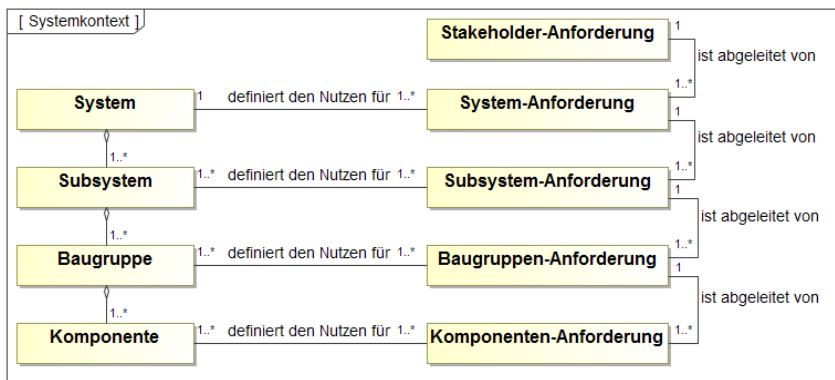 [ Systemkontext ]
Stakeholder-Anforderung
1
ist abgeleitet von
1..*
System
1
definiert den Nutzen für
1..*
System-Anforderung
1
ist abgeleitet von
1..*
1..*
Subsystem
1..*
definiert den Nutzen für
1..*
Subsystem-Anforderung
1
ist abgeleitet von
1..*
1..*
Baugruppe
1..*
definiert den Nutzen für
1..*
Baugruppen-Anforderung
1
ist abgeleitet von
1..*
1..*
Komponente
1..*
definiert den Nutzen für
1..*
Komponenten-Anforderung